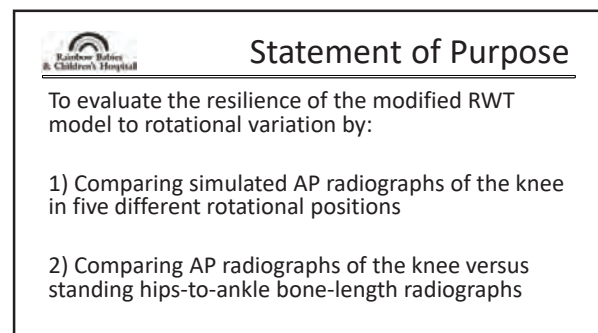 Rainbow Babies
& Children's Hospital
Statement of Purpose
To evaluate the resilience of the modified RWT
model to rotational variation by:
1) Comparing simulated AP radiographs of the knee
in five different rotational positions
2) Comparing AP radiographs of the knee versus
standing hips-to-ankle bone-length radiographs